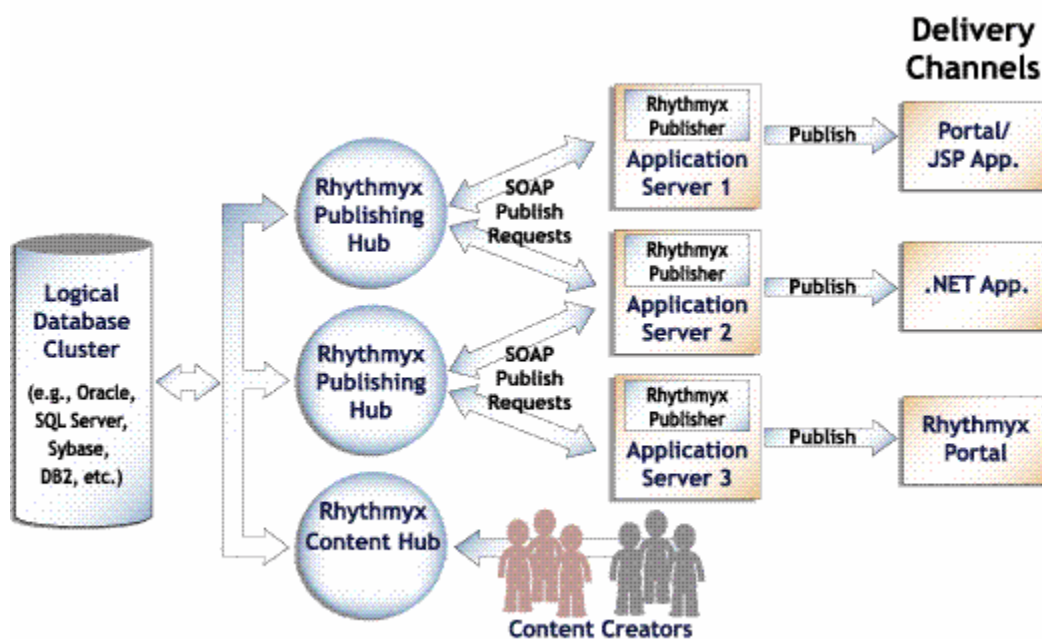 Delivery
Channels
Rhythmyx
Publisher
Application
Server 1
Publish
Portal/
JSP App.
Rhythmyx
Publishing
Hub
SOAP
Publish
Requests
Rhythmyx
Publisher
Application
Server 2
Publish
.NET App.
Logical
Database
Cluster
(e.g., Oracle,
SQL Server,
Sybase,
DB2, etc.)
Rhythmyx
Publishing
Hub
SOAP
Publish
Requests
Rhythmyx
Publisher
Application
Server 3
Publish
Rhythmyx
Portal
Rhythmyx
Content Hub
Content Creators